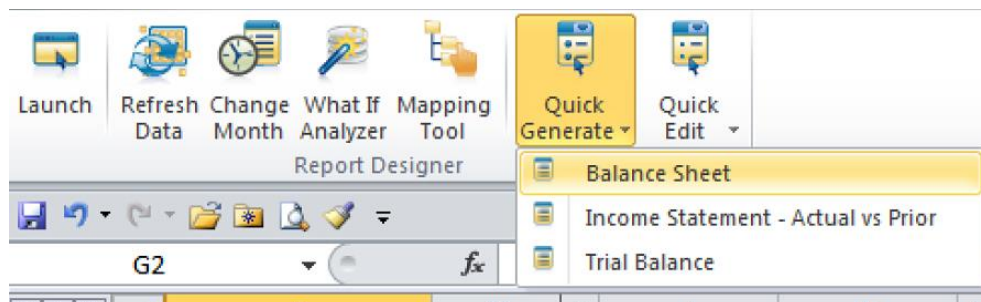 Launch
Refresh
Data
Change
Month
What If
Analyzer
Mapping
Tool
Quick
Generate
Quick
Edit
Report Designer
Balance Sheet
Income Statement - Actual vs Prior
Trial Balance
G2
fx